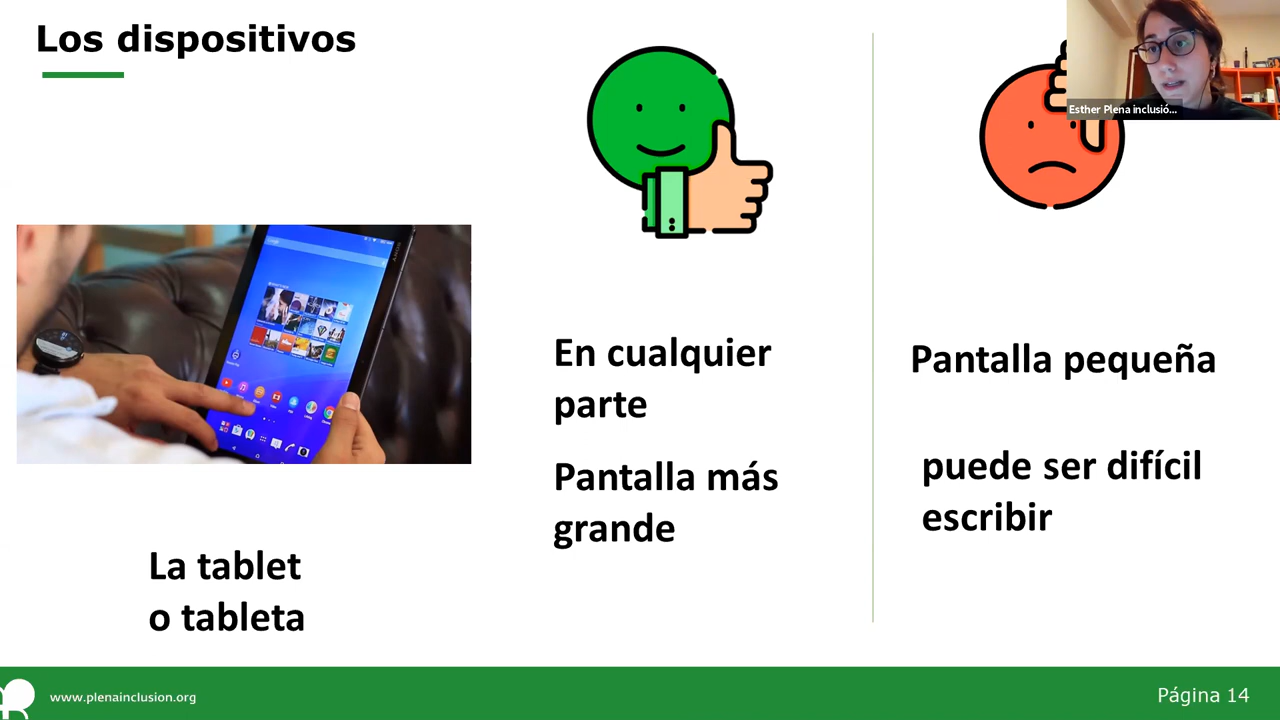 Los dispositivos
Esther Plena inclusió...
SONY
En cualquier
parte
Pantalla más
grande
Pantalla pequeña
puede ser difícil
escribir
La tablet
o tableta
www.plenainclusion.org
Página 14